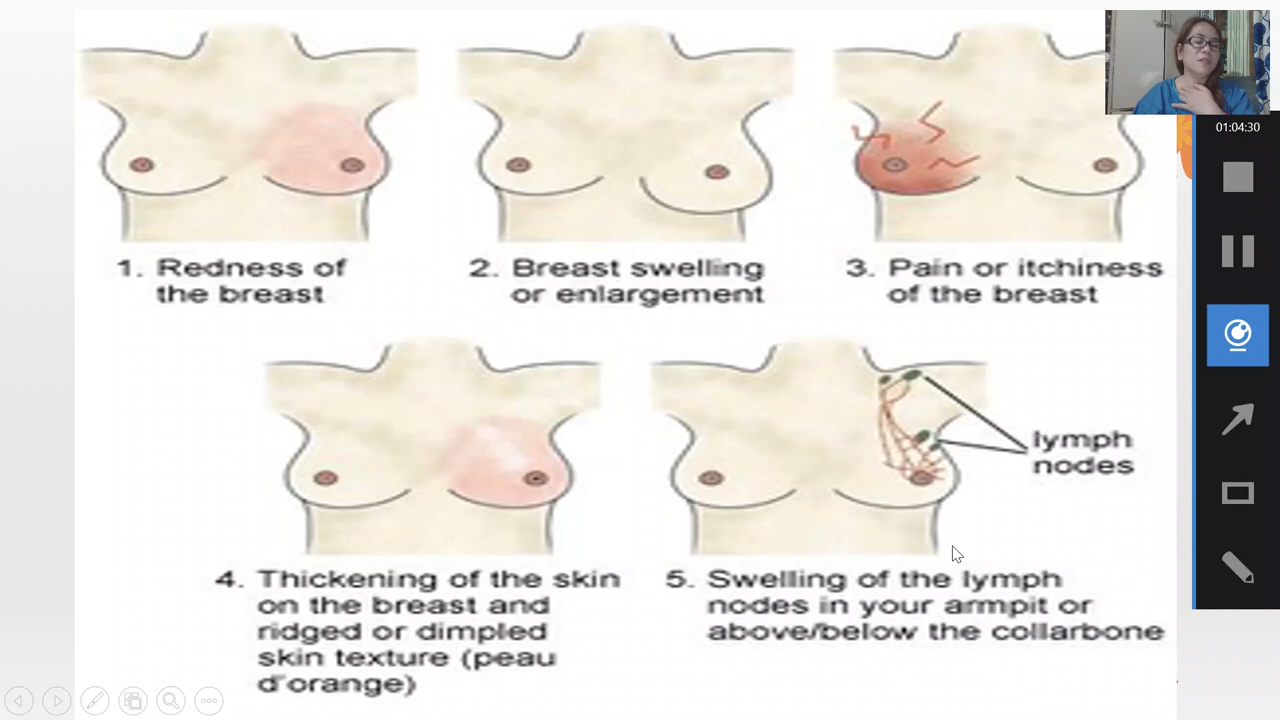 01:04:30
1. Redness of
the breast
2. Breast swelling
or enlargement
3. Pain or itchiness
of the breast
lymph
nodes
4. Thickening of the skin
on the breast and
ridged or dimpled
skin texture (peau
d'orange)
5. Swelling of the lymph
nodes in your armpit or
above/below the collarbone